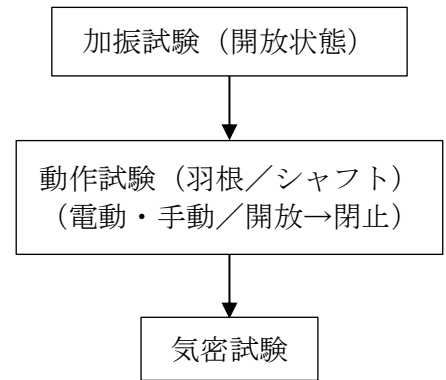 加振試験（開放状態）
動作試験（羽根／シャフト）
（電動・手動／開放→閉止）
気密試験